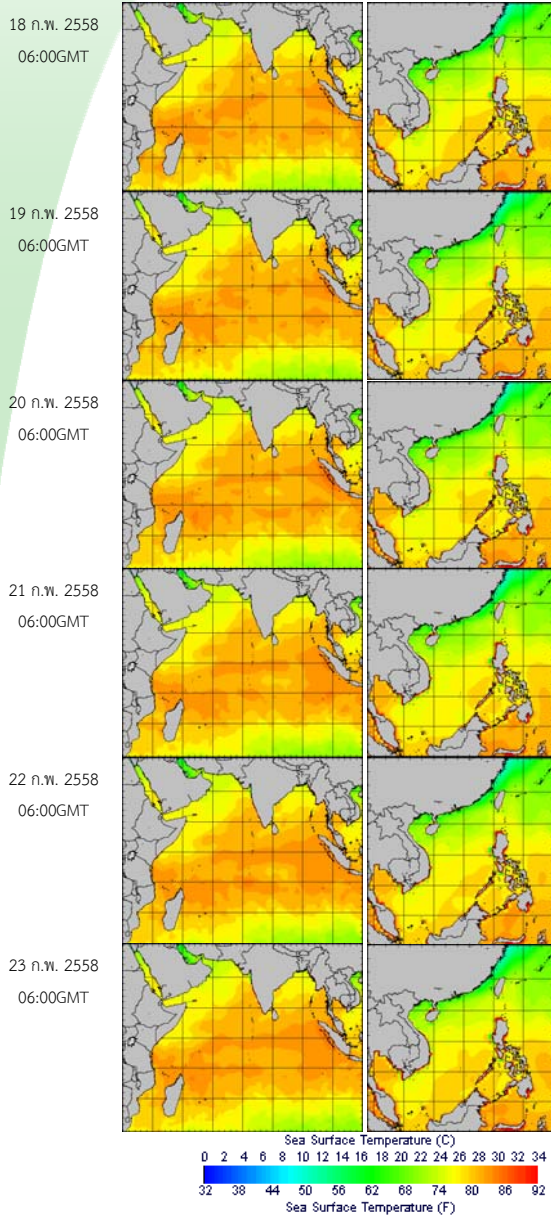 18 ก.พ. 2558
06:00GMT
19 ก.พ. 2558
06:00GMT
20 ก.พ. 2558
06:00GMT
21 ก.พ. 2558
06:00GMT
22 ก.พ. 2558
06:00GMT
23 ก.พ. 2558
06:00GMT
Sea Surface Temperature (C)
0 2 4 6 8 10 12 14 16 18 20 22 24 26 28 30 32 34
32 38 44 50 56 62 68 74 80 86 92
Sea Surface Temperature (F)